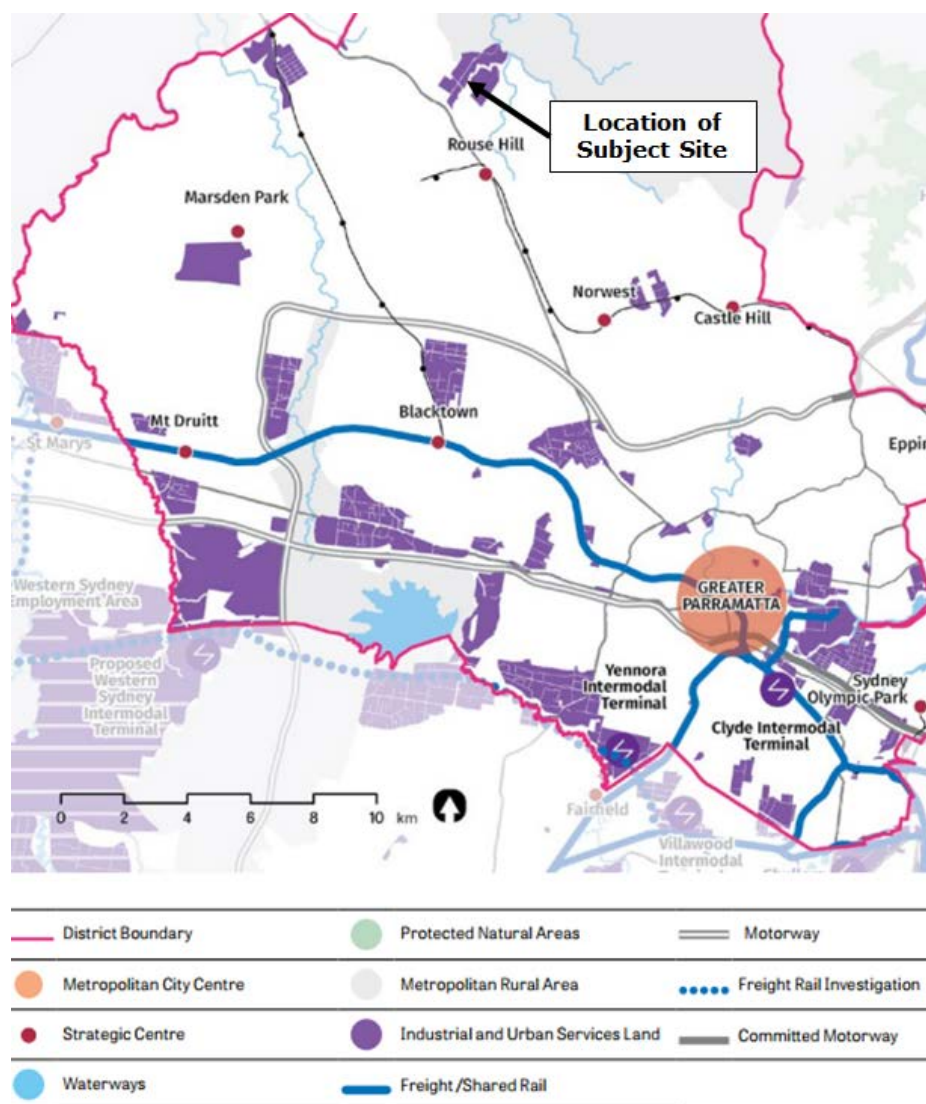 Location of
Subject Site
Rouse Hill
Marsden Park
Norwest
Castle Hill
Blacktown
Mt Druitt
St Marys
Eppin
GREATER
PARRAMATTA
Western Sydney
Employment Area
Proposed
Western
Sydney
Intermodal
Terminal
Yennora
Intermodal
Terminal
Sydney
Olympic Park
Clyde Intermodal
Terminal
Fairfield
Villawood
Intermodal
0 2 4 6 8 10 km
District Boundary
Protected Natural Areas
Motorway
Metropolitan City Centre
Metropolitan Rural Area
Freight Rail Investigation
Strategic Centre
Industrial and Urban Services Land
Committed Motorway
Waterways
Freight/Shared Rail